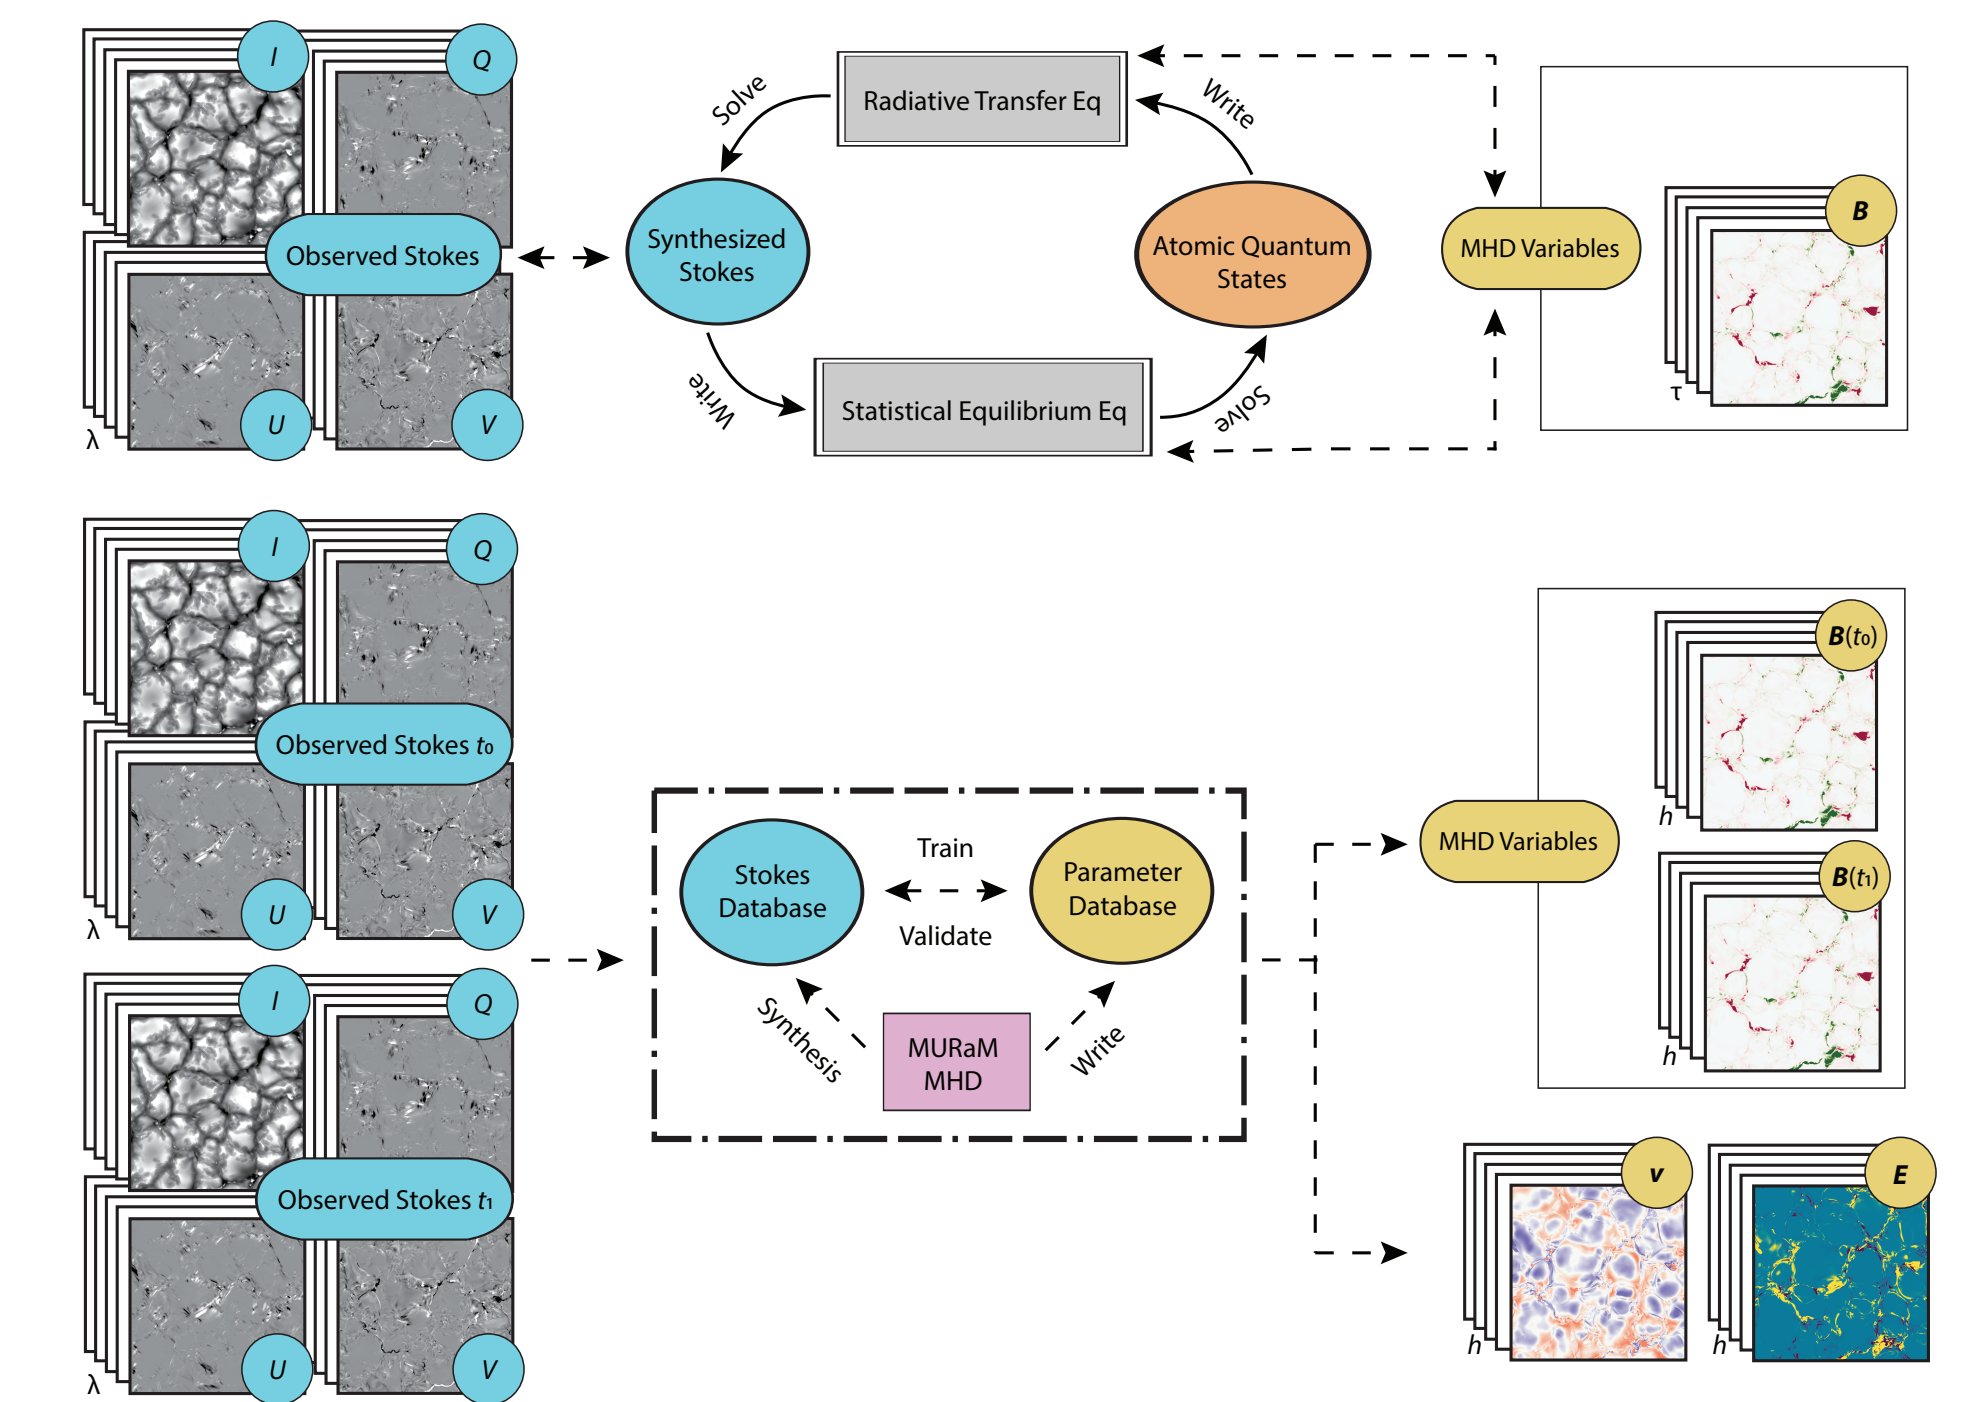 I
Q
Observed Stokes
U
V
λ
Solve
Radiative Transfer Eq
Write
Synthesized
Stokes
Atomic Quantum
States
Write
Statistical Equilibrium Eq
Solve
MHD Variables
B
τ
I
Q
Observed Stokes t₀
U
V
λ
I
Q
Observed Stokes t₁
U
V
λ
Stokes
Database
Train
Validate
Parameter
Database
Synthesis
MURaM
MHD
Write
MHD Variables
B(t₀)
h
B(t₁)
h
v
h
E
h